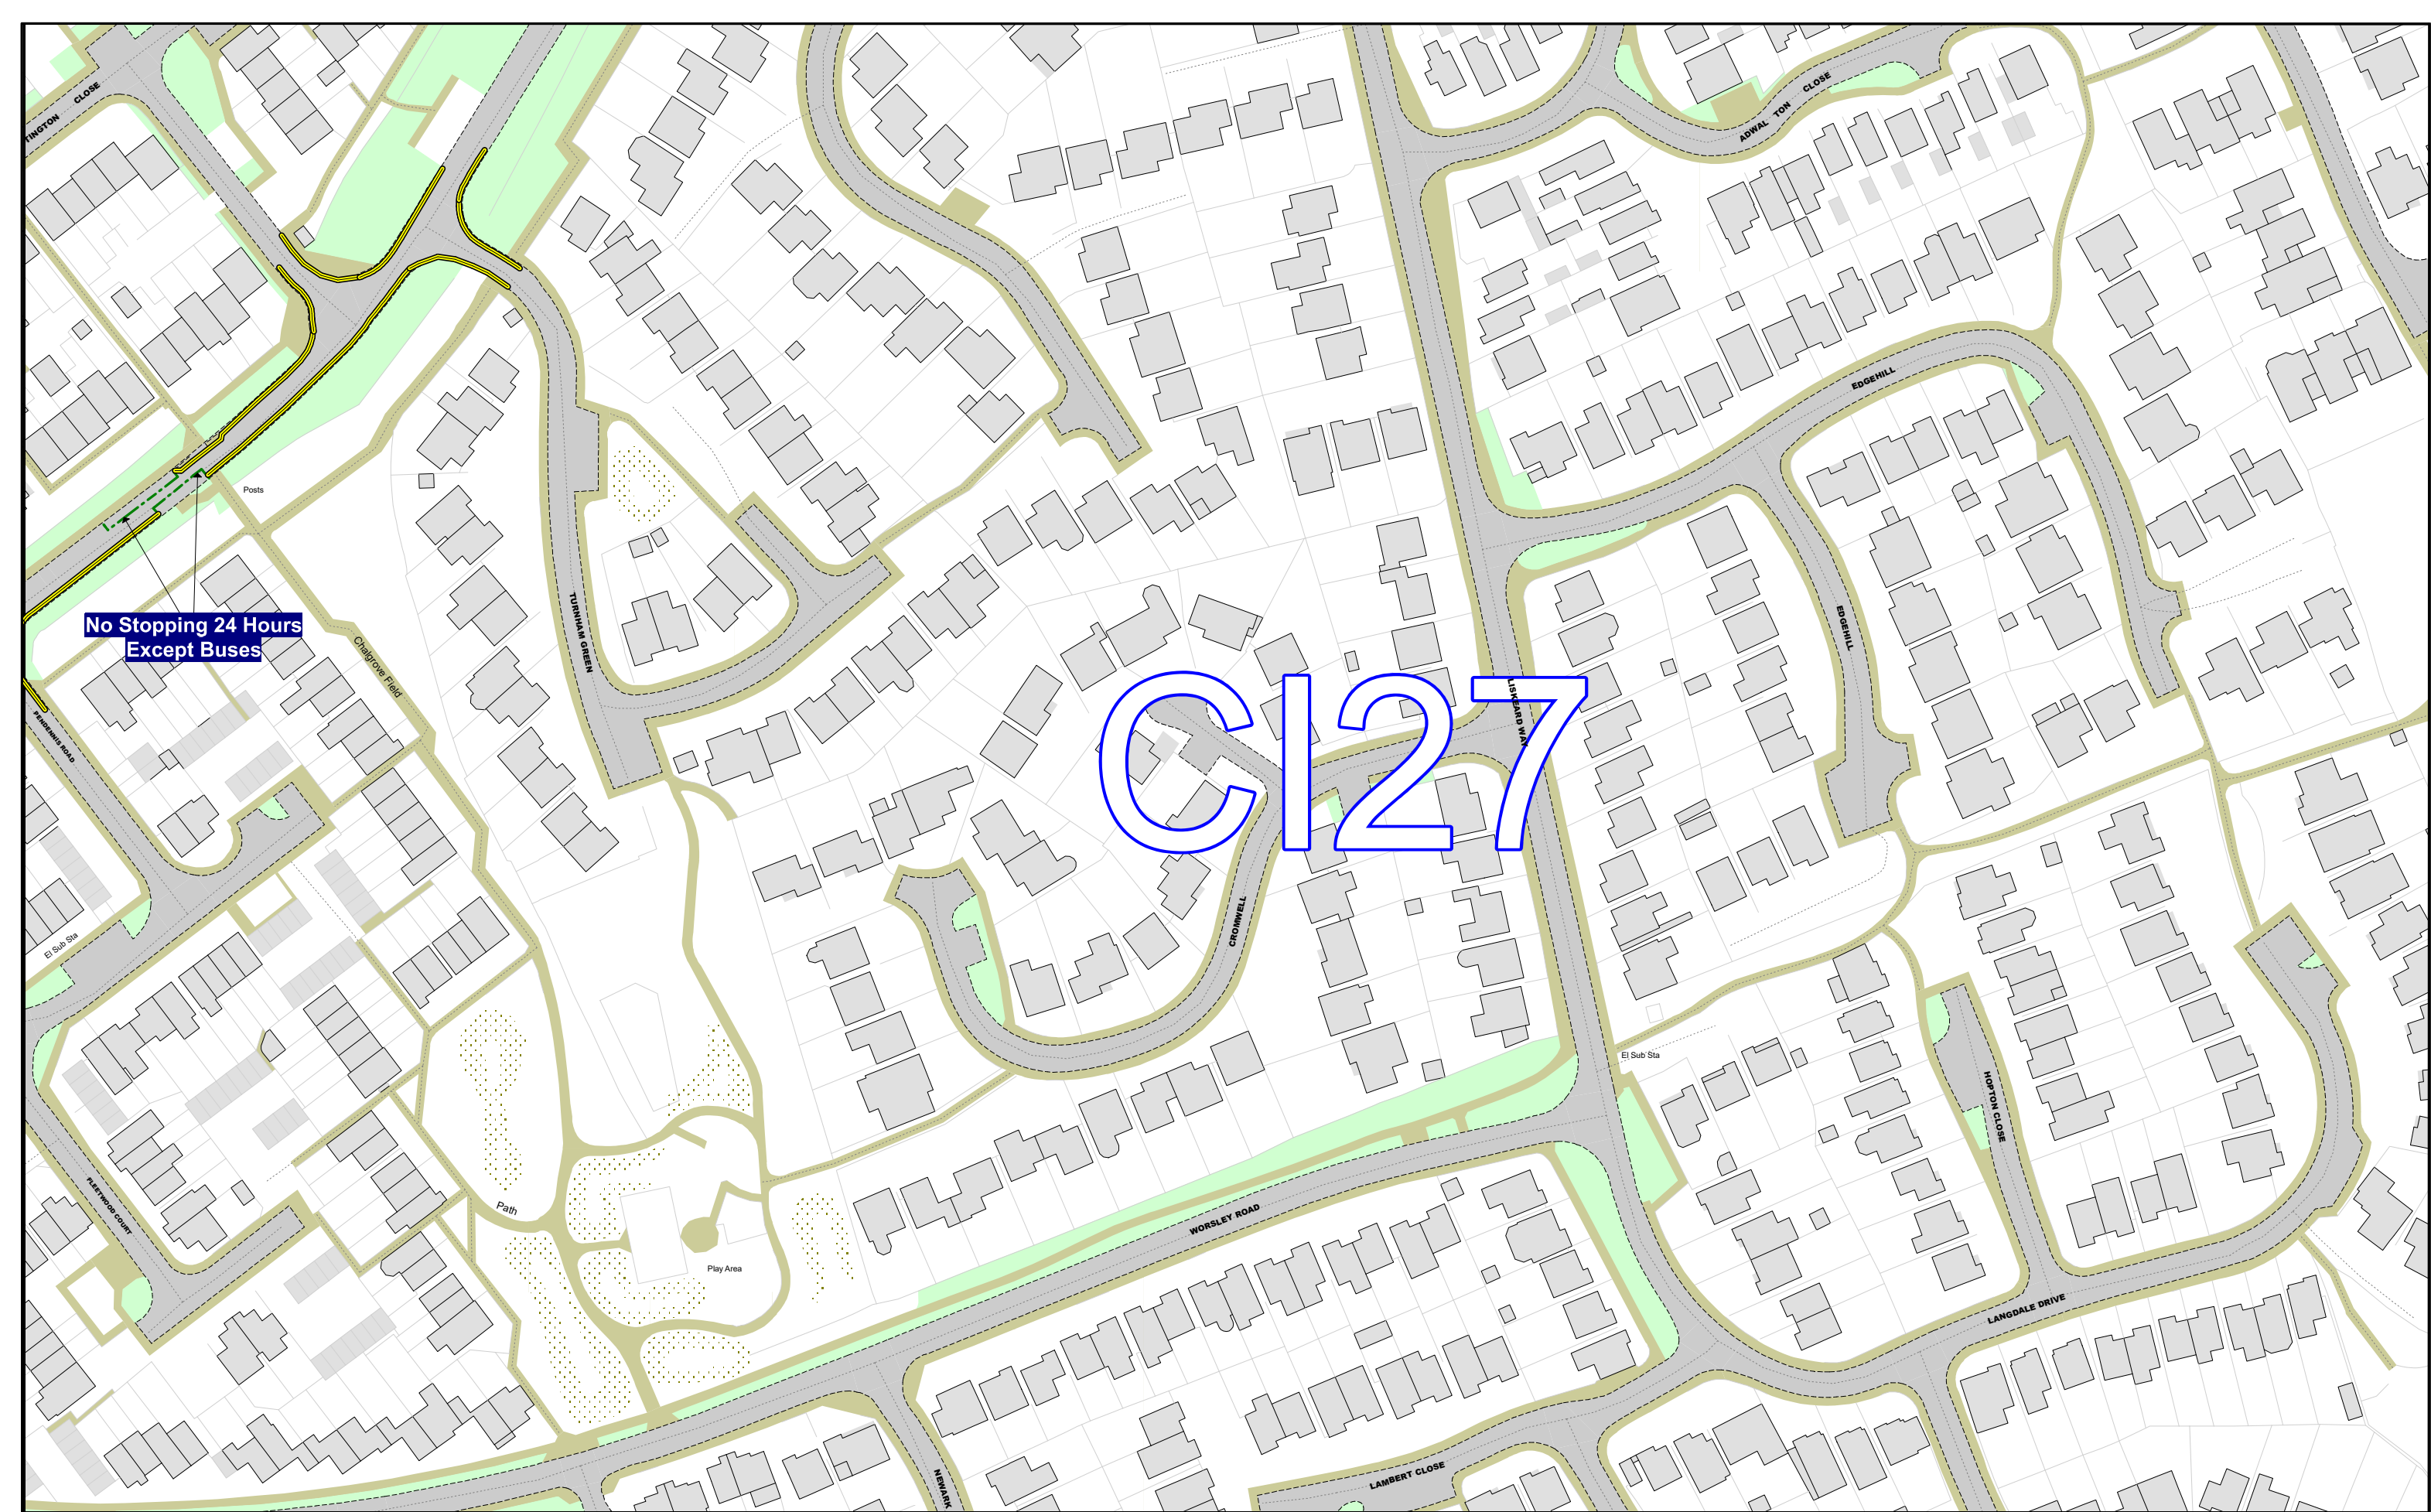 TINGTON CLOSE
ADWAL TON CLOSE
EDGEHILL
Posts
No Stopping 24 Hours
Except Buses
TURNHAM GREEN
EDGEHILL
Chalgrove Field
PENDENNIS ROAD
LISKEARD WAY
CI27
CROMWELL
El Sub Sta
El Sub Sta
HOPTON CLOSE
FLEETWOOD COURT
Path
WORSLEY ROAD
Play Area
LANGDALE DRIVE
LAMBERT CLOSE
NEWARK